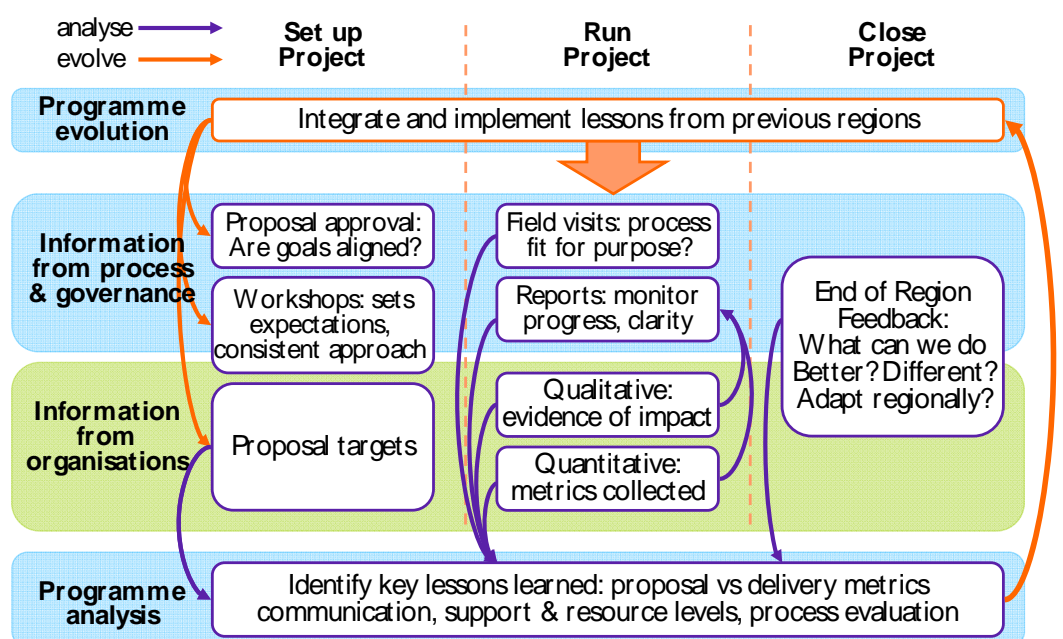 analyse
evolve
Set up
Project
Run
Project
Close
Project
Programme
evolution
Integrate and implement lessons from previous regions
Information
from process
& governance
Proposal approval:
Are goals aligned?
Workshops: sets
expectations,
consistent approach
Field visits: process
fit for purpose?
Reports: monitor
progress, clarity
End of Region
Feedback:
What can we do
Better? Different?
Adapt regionally?
Information
from
organisations
Proposal targets
Qualitative:
evidence of impact
Quantitative:
metrics collected
Programme
analysis
Identify key lessons learned: proposal vs delivery metrics
communication, support & resource levels, process evaluation